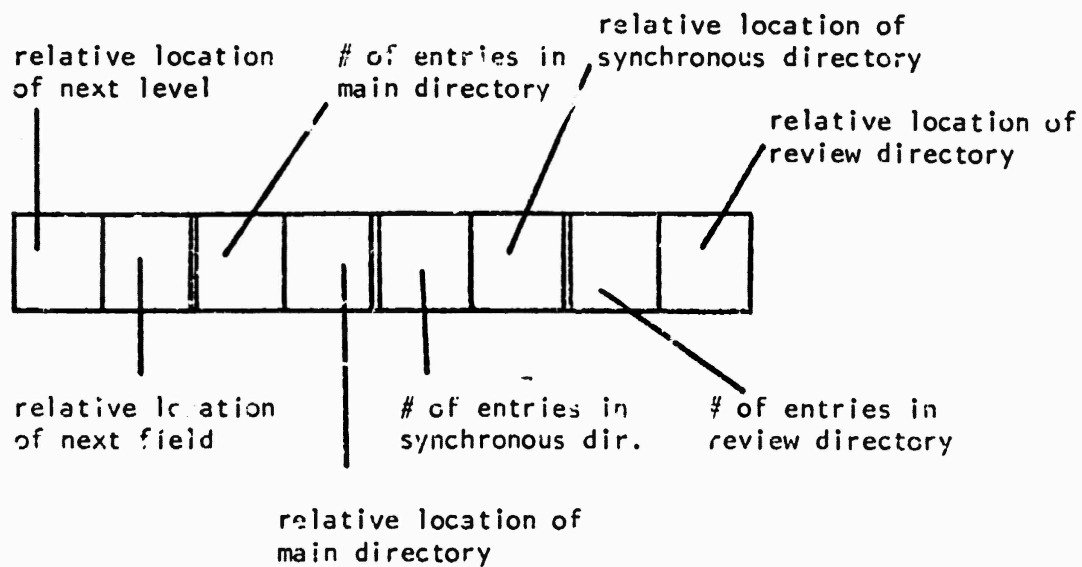 relative location
of next level
# of entries in
main directory
relative location of
synchronous directory
relative location of
review directory
relative location
of next field
# of entries in
synchronous dir.
# of entries in
review directory
relative location of
main directory